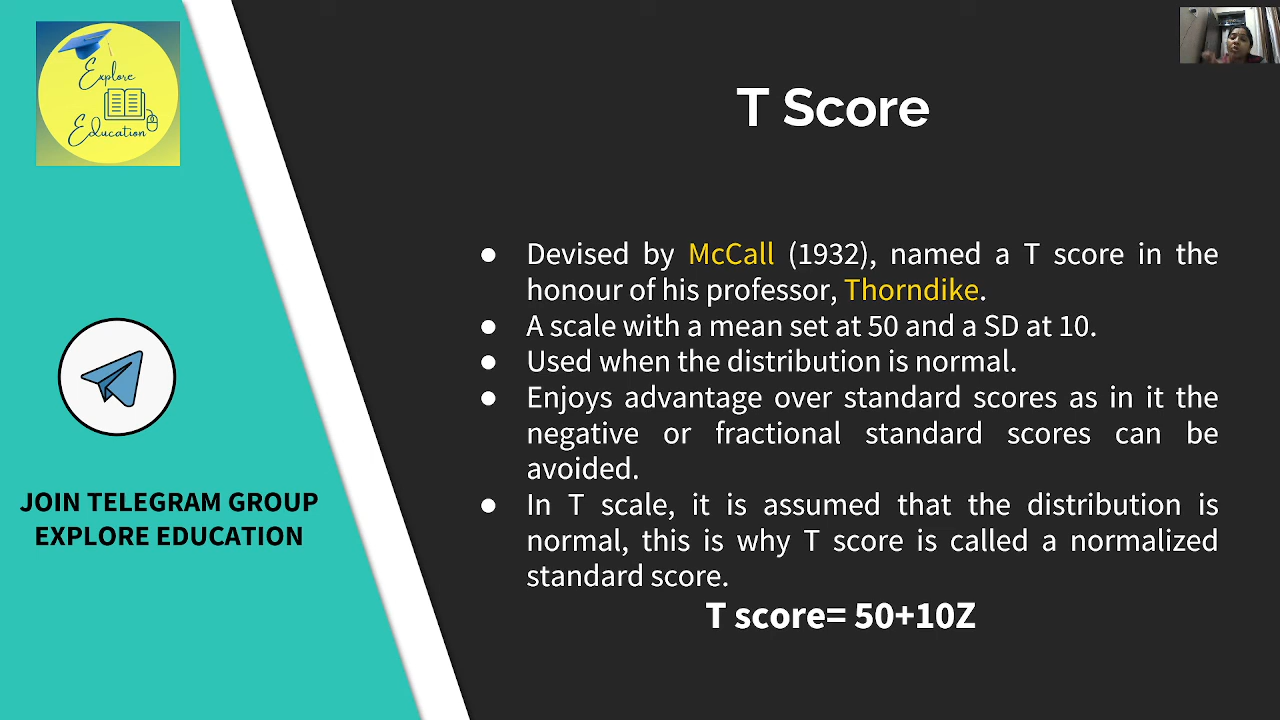 Explore
Education
T Score
● Devised by McCall (1932), named a T score in the
honour of his professor, Thorndike.
● A scale with a mean set at 50 and a SD at 10.
● Used when the distribution is normal.
● Enjoys advantage over standard scores as in it the
negative or fractional standard scores can be
avoided.
● In T scale, it is assumed that the distribution is
normal, this is why T score is called a normalized
standard score.
T score= 50+10Z
JOIN TELEGRAM GROUP
EXPLORE EDUCATION